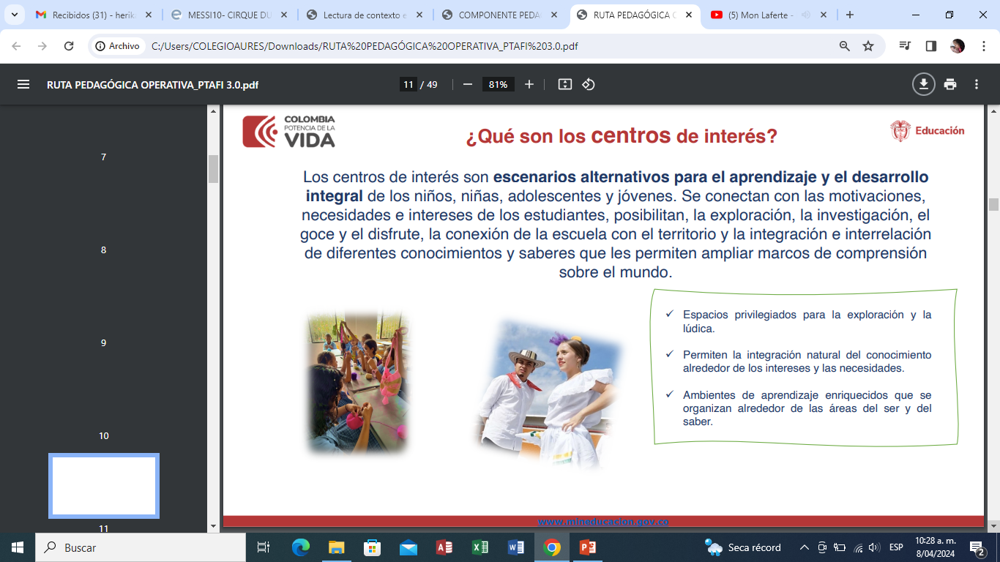 Recibidos (31) - herik
MESSI10- CIRQUE DU
Lectura de contexto e
COMPONENTE PEDA
RUTA PEDAGÓGICA O
(5) Mon Laferte -
Archivo
C:/Users/COLEGIOAURES/Downloads/RUTA%20PEDAGÓGICA%20OPERATIVA_PTAFI%203.0.pdf
RUTA PEDAGÓGICA OPERATIVA_PTAFI 3.0.pdf
11 / 49
81%
7
8
9
10
11
COLOMBIA
POTENCIA DE LA
VIDA
¿Qué son los centros de interés?
Educación
Los centros de interés son escenarios alternativos para el aprendizaje y el desarrollo
integral de los niños, niñas, adolescentes y jóvenes. Se conectan con las motivaciones,
necesidades e intereses de los estudiantes, posibilitan, la exploración, la investigación, el
goce y el disfrute, la conexión de la escuela con el territorio y la integración e interrelación
de diferentes conocimientos y saberes que les permiten ampliar marcos de comprensión
sobre el mundo.
✓ Espacios privilegiados para la exploración y la
lúdica.
✓ Permiten la integración natural del conocimiento
alrededor de los intereses y las necesidades.
✓ Ambientes de aprendizaje enriquecidos que se
organizan alrededor de las áreas del ser y del
saber.
www.mineducacion.gov.co
Buscar
Seca récord
ESP
10:28 a. m.
8/04/2024
2